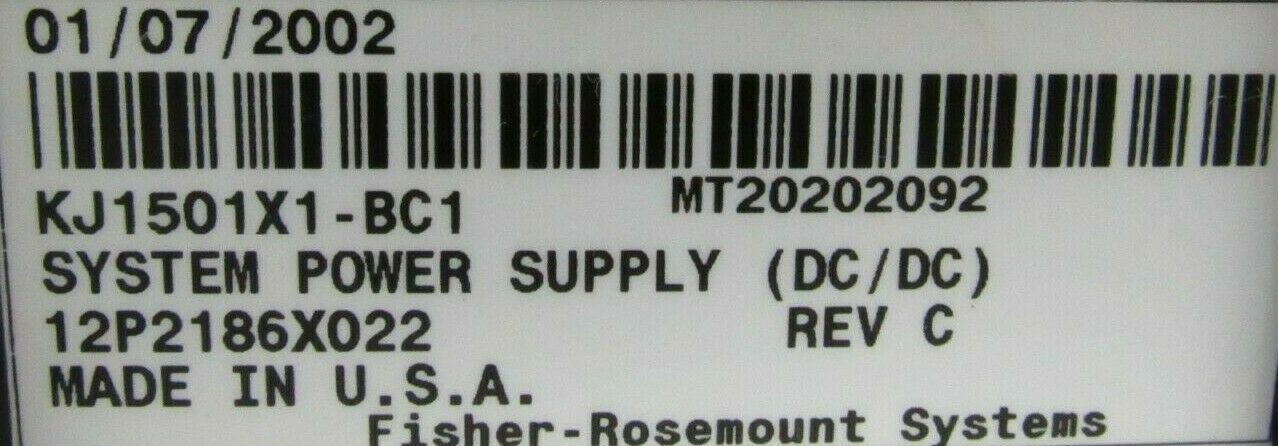 01/07/2002
KJ1501X1-BC1 MT20202092
SYSTEM POWER SUPPLY (DC/DC)
12P2186X022 REV C
MADE IN U.S.A.
Fisher-Rosemount Systems